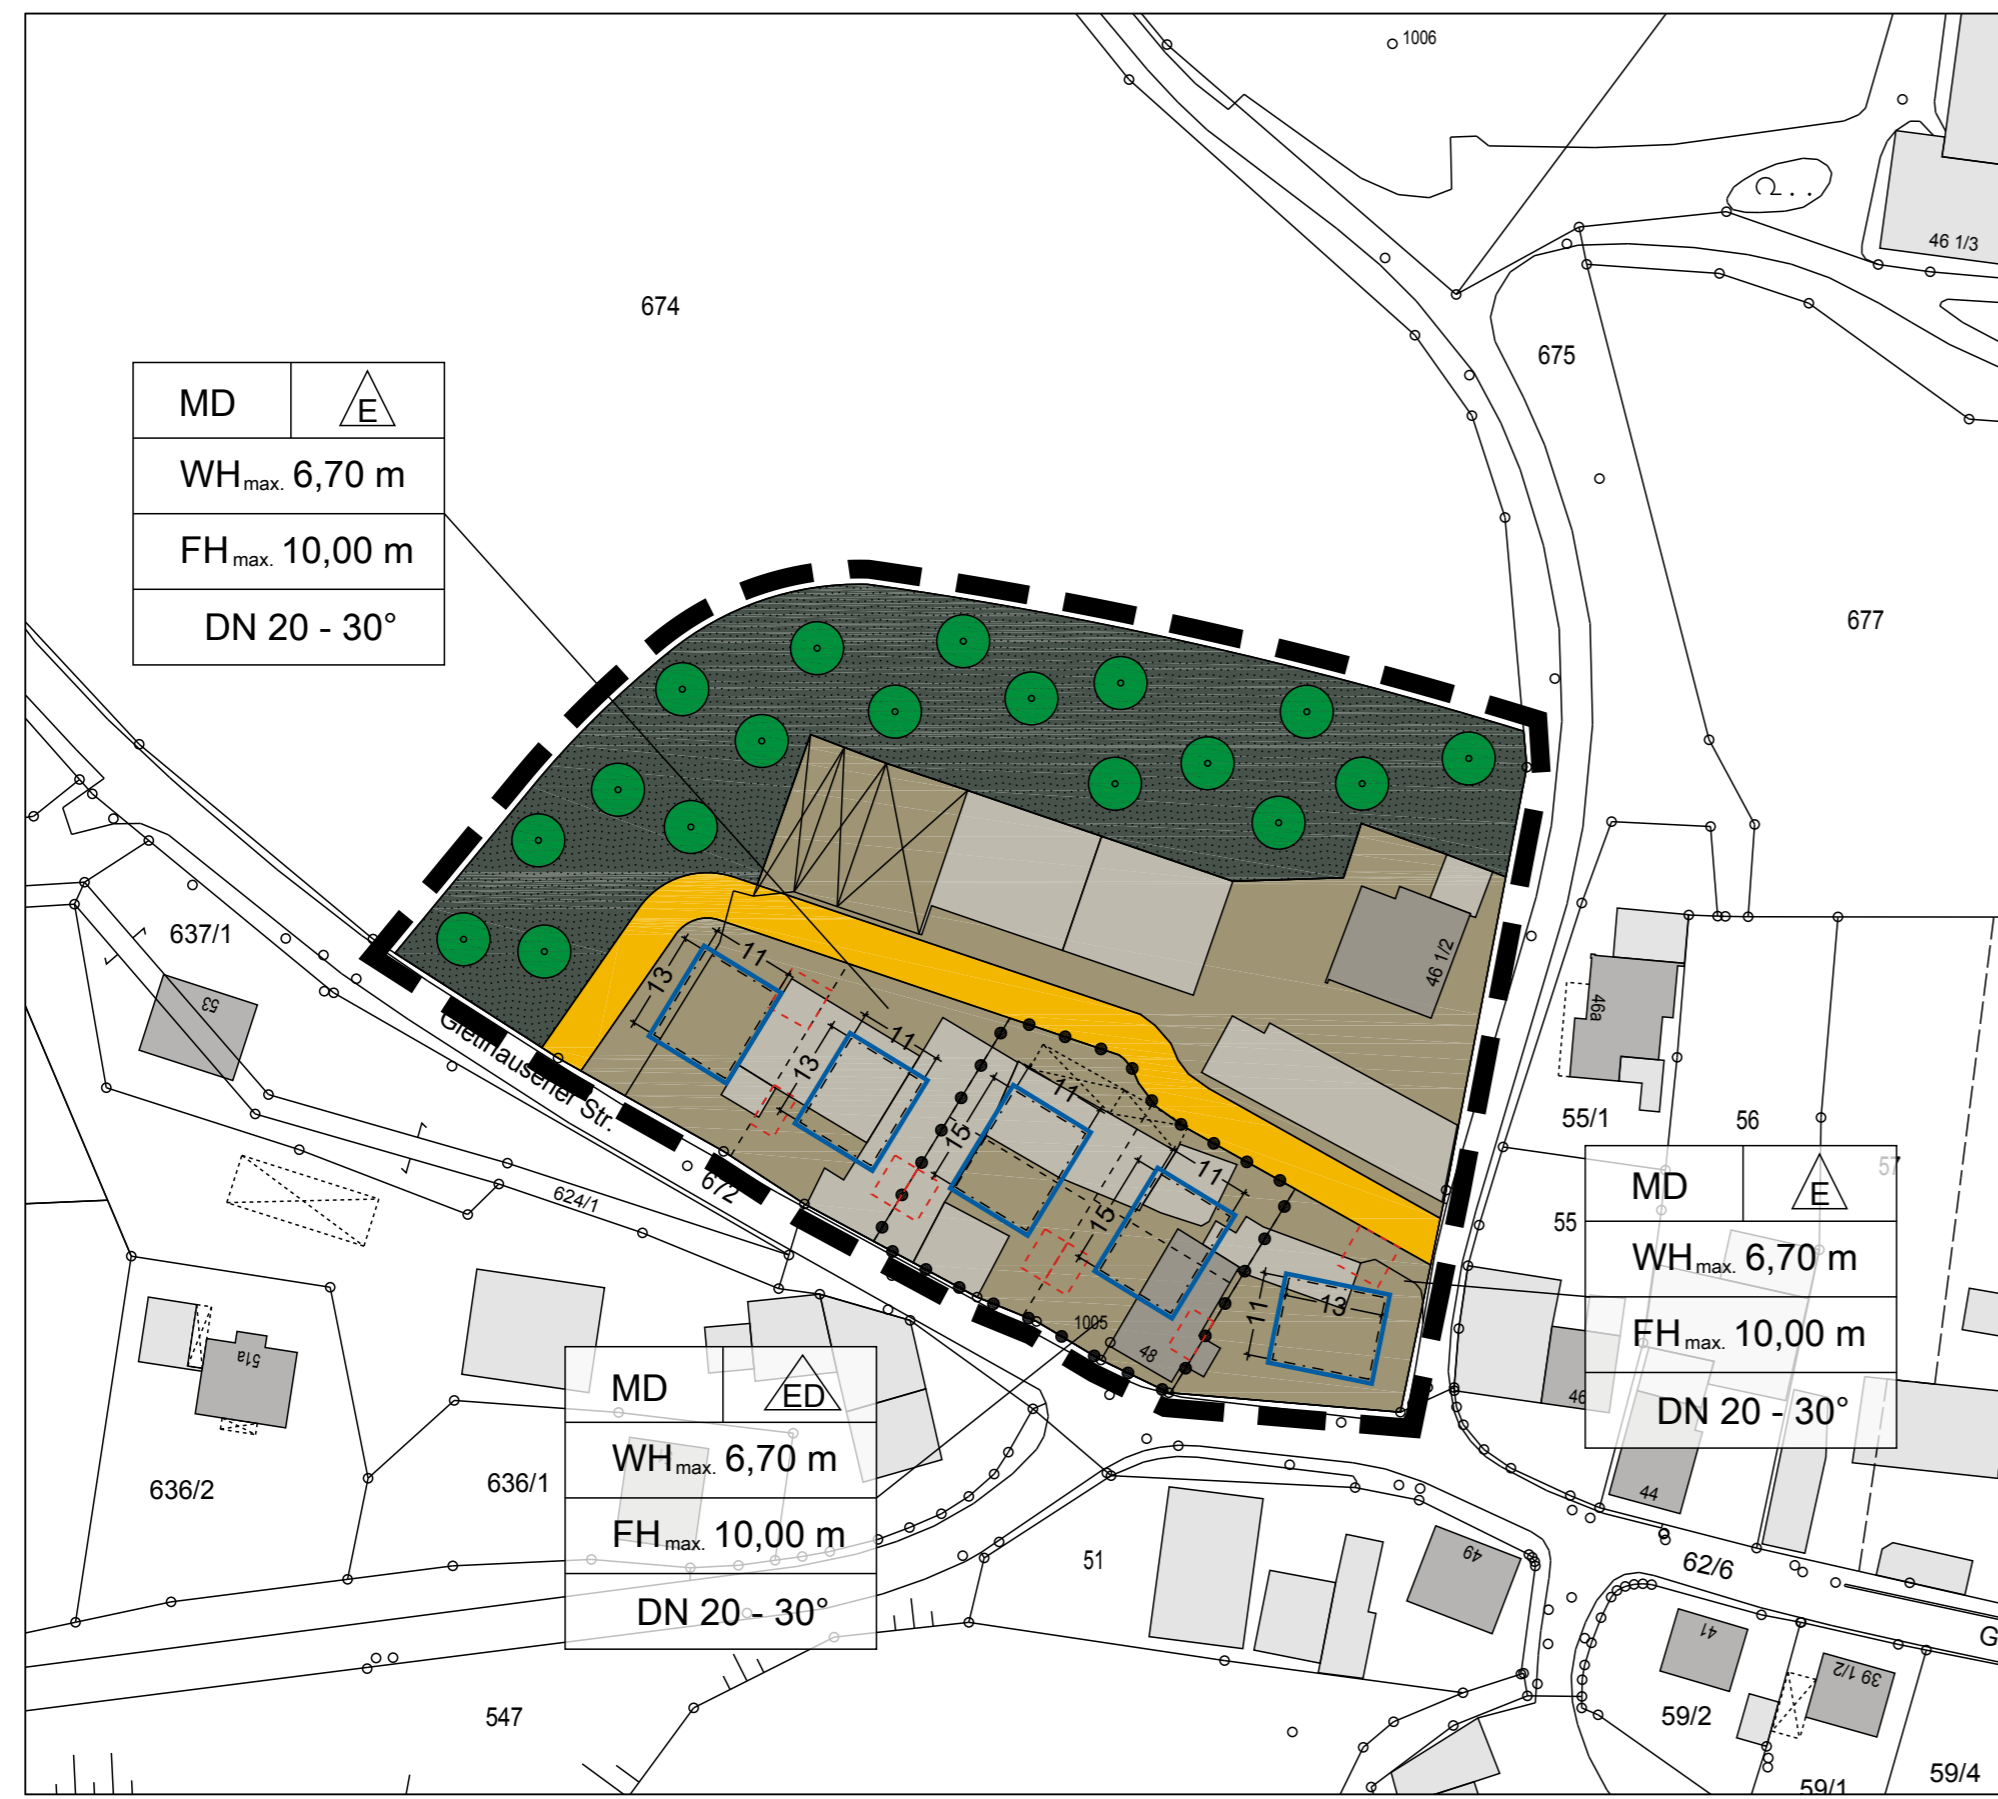 1006
46 1/3
674
675
MD E
WHmax. 6,70 m
FHmax. 10,00 m
DN 20 - 30°
677
637/1
53
46 1/2
46a
11
13
11
13
11
15
11
15
11
13
Gletlhausener Str.
672
624/1
55/1
56
57
55
MD E
WHmax. 6,70 m
FHmax. 10,00 m
DN 20 - 30°
46
44
1005
48
51a
636/2
636/1
MD ED
WHmax. 6,70 m
FHmax. 10,00 m
DN 20 - 30°
51
49
62/6
41
39 1/2
G
547
59/2
59/1
59/4